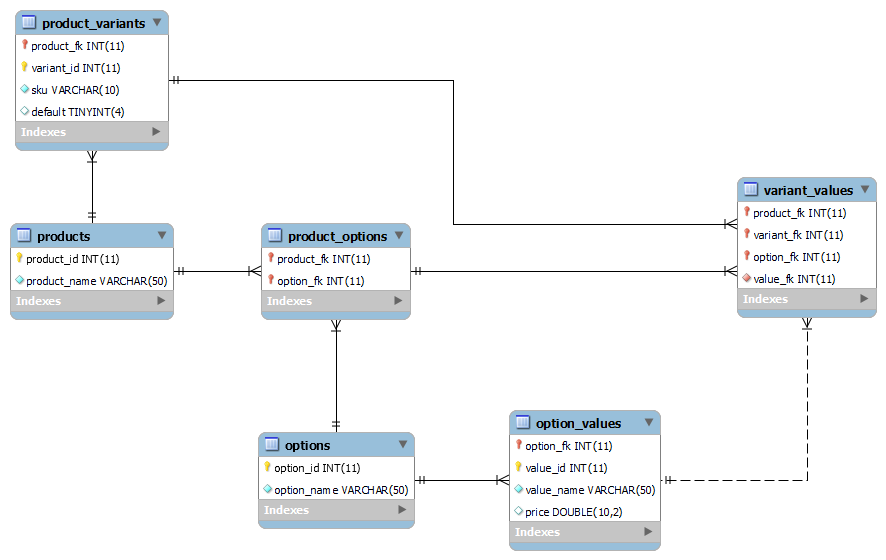 product_variants
product_fk INT(11)
variant_id INT(11)
sku VARCHAR(10)
default TINYINT(4)
Indexes
products
product_id INT(11)
product_name VARCHAR(50)
Indexes
product_options
product_fk INT(11)
option_fk INT(11)
Indexes
variant_values
product_fk INT(11)
variant_fk INT(11)
option_fk INT(11)
value_fk INT(11)
Indexes
options
option_id INT(11)
option_name VARCHAR(50)
Indexes
option_values
option_fk INT(11)
value_id INT(11)
value_name VARCHAR(50)
price DOUBLE(10,2)
Indexes